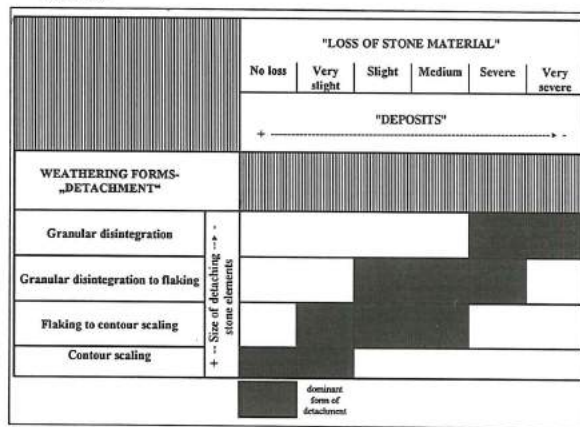 "LOSS OF STONE MATERIAL"
No loss Very slight Slight Medium Severe Very severe
"DEPOSITS"
+ - - - - - - - - - - - - - - - - - - - - - - - - - - - - - -> -
WEATHERING FORMS-
„DETACHMENT“
Granular disintegration
Granular disintegration to flaking
Flaking to contour scaling
Contour scaling
+ -- Size of detaching --> -
stone elements
dominant
form of
detachment